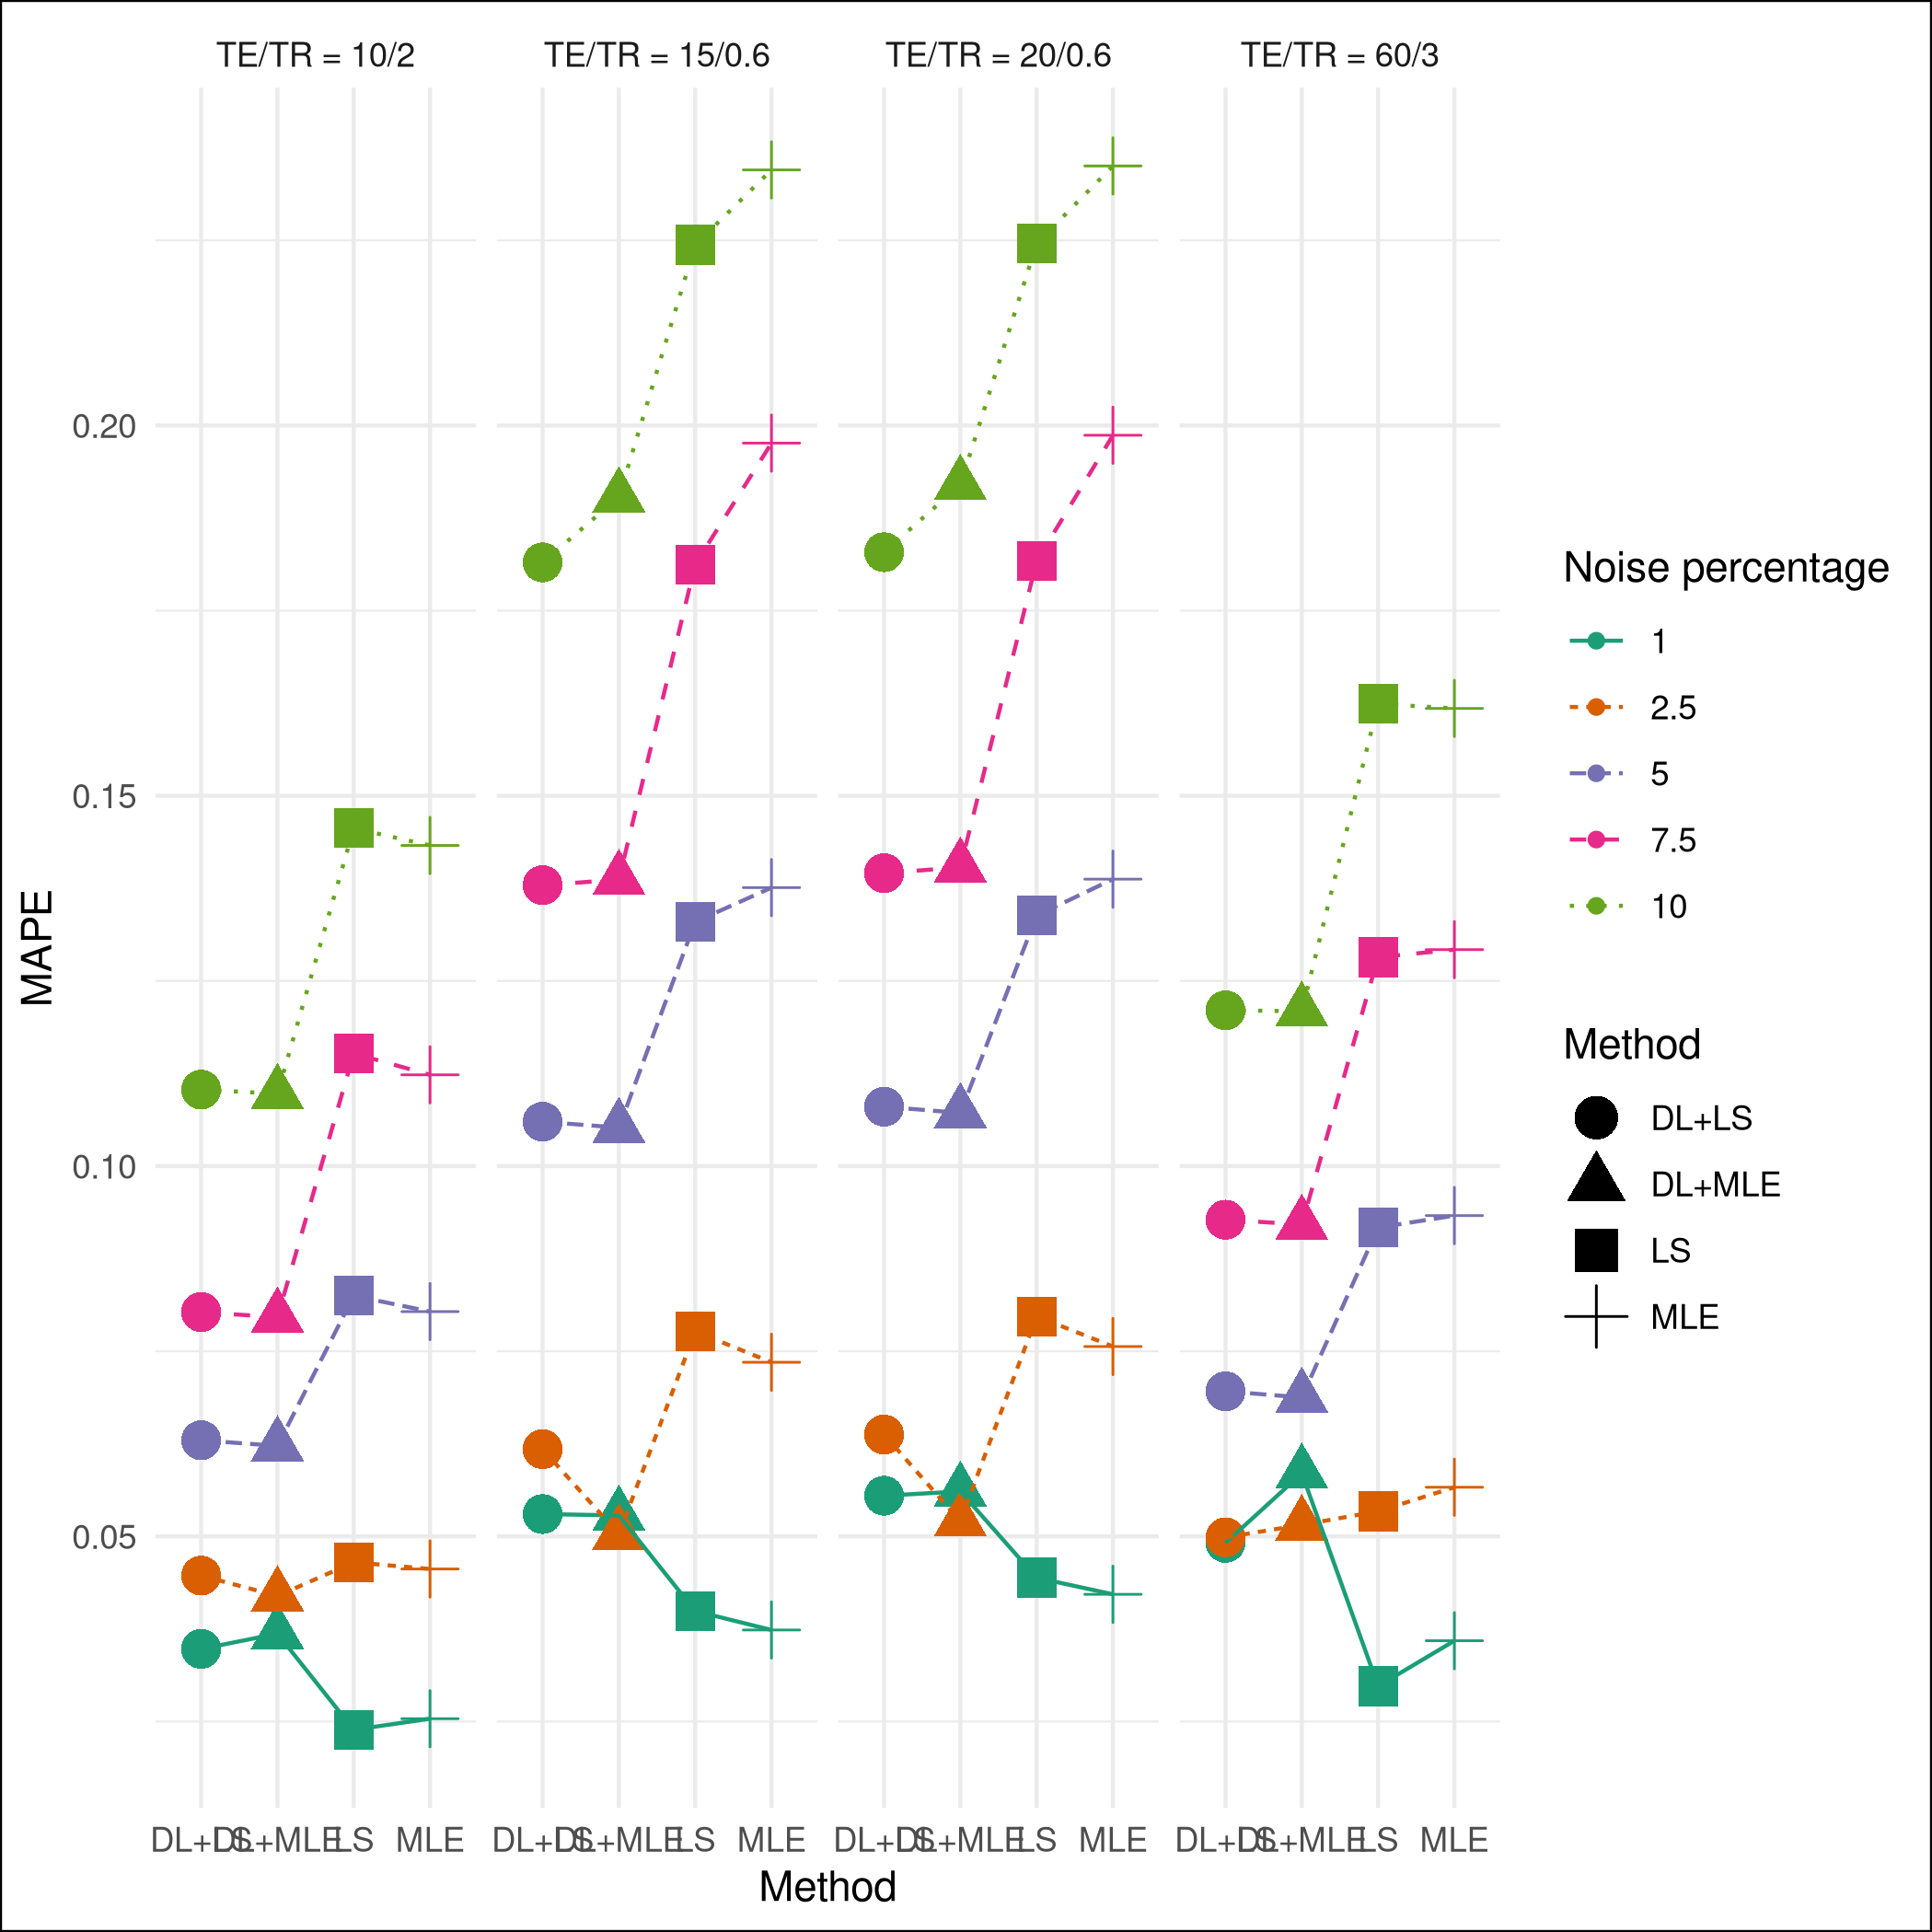 TE/TR = 10/2
TE/TR = 15/0.6
TE/TR = 20/0.6
TE/TR = 60/3
MAPE
0.20
0.15
0.10
0.05
DL+LS DL+MLE LS MLE
DL+LS DL+MLE LS MLE
DL+LS DL+MLE LS MLE
DL+LS DL+MLE LS MLE
Method
Noise percentage
1
2.5
5
7.5
10
Method
DL+LS
DL+MLE
LS
MLE